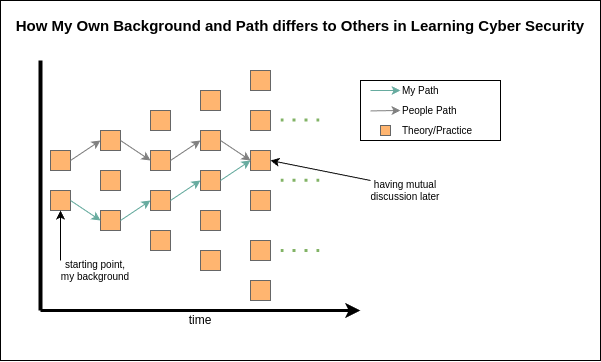 How My Own Background and Path differs to Others in Learning Cyber Security
My Path
People Path
Theory/Practice
having mutual
discussion later
starting point,
my background
time